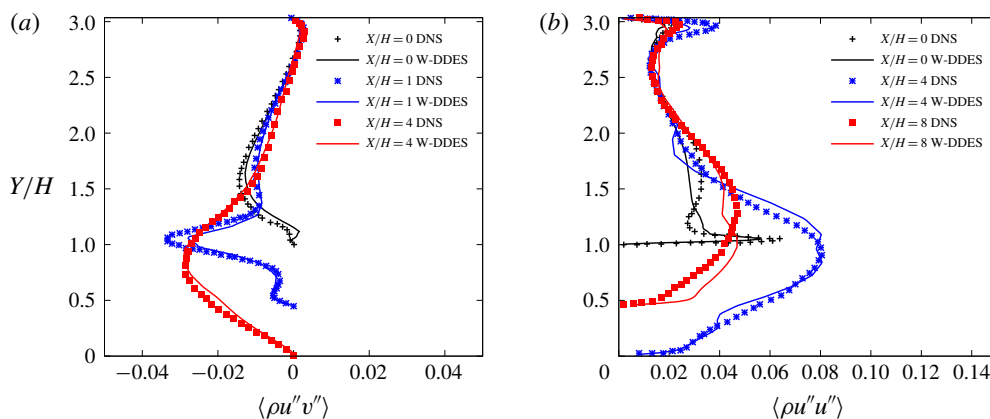 (a)
3.0
2.5
2.0
1.5
1.0
0.5
0
Y/H
−0.04 −0.02 0 0.02 0.04
⟨ρu″v″⟩
X/H = 0 DNS
X/H = 0 W-DDES
X/H = 1 DNS
X/H = 1 W-DDES
X/H = 4 DNS
X/H = 4 W-DDES
(b)
3.0
2.5
2.0
1.5
1.0
0.5
0
0.02 0.04 0.06 0.08 0.10 0.12 0.14
⟨ρu″u″⟩
X/H = 0 DNS
X/H = 0 W-DDES
X/H = 4 DNS
X/H = 4 W-DDES
X/H = 8 DNS
X/H = 8 W-DDES